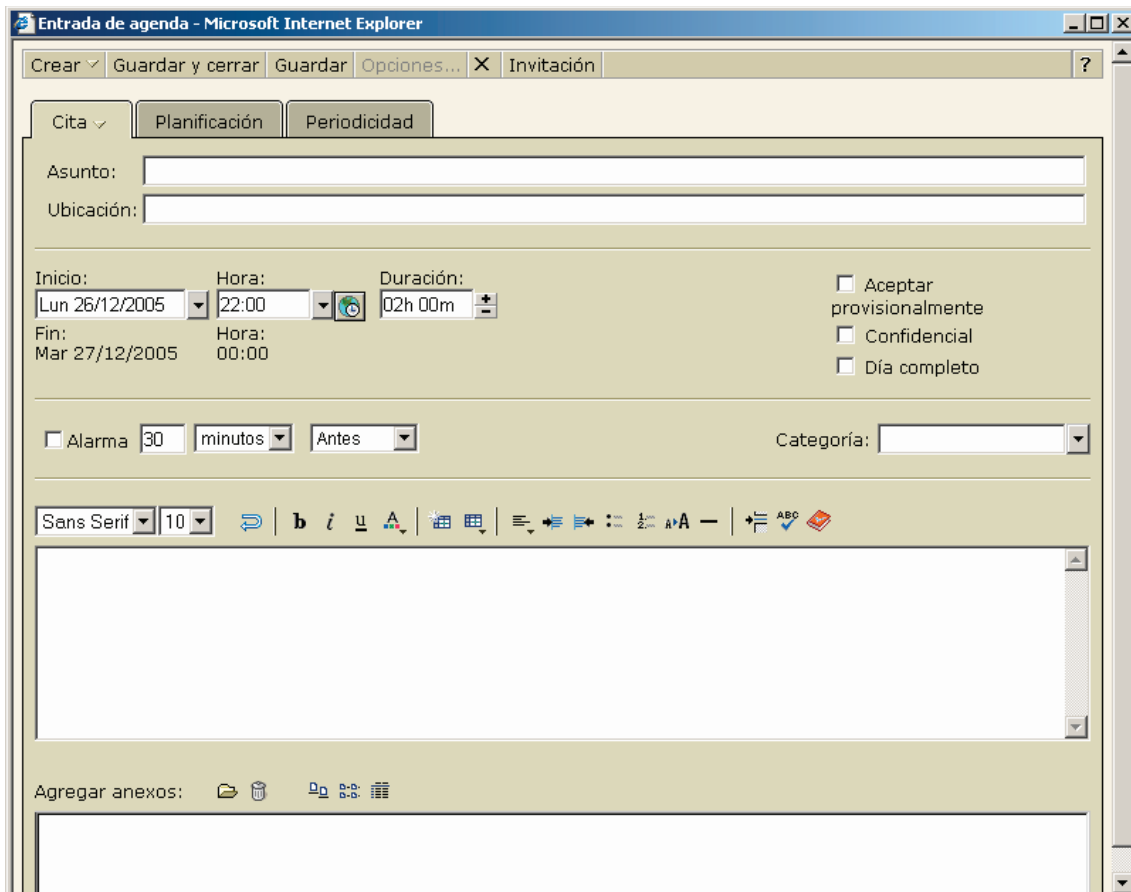 Entrada de agenda - Microsoft Internet Explorer
Crear Guardar y cerrar Guardar Opciones... X Invitación ?
Cita Planificación Periodicidad
Asunto:
Ubicación:
Inicio: Hora: Duración:
Lun 26/12/2005 22:00 02h 00m
Aceptar provisionalmente
Fin: Hora:
Mar 27/12/2005 00:00
Confidencial
Día completo
Alarma 30 minutos Antes Categoría:
Sans Serif 10 b i u A A A ABC
Agregar anexos: